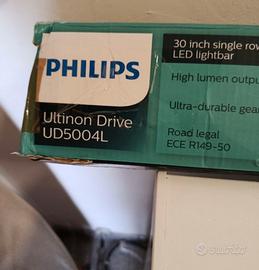 PHILIPS
Ultinon Drive
UD5004L
30 inch single row
LED lightbar
High lumen output
Ultra-durable gear
Road legal
ECE R149-50
subito